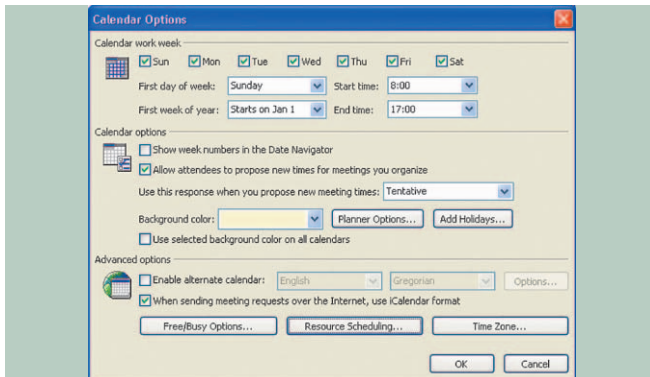 Calendar Options
Calendar work week
Sun Mon Tue Wed Thu Fri Sat
First day of week: Sunday Start time: 8:00
First week of year: Starts on Jan 1 End time: 17:00
Calendar options
Show week numbers in the Date Navigator
Allow attendees to propose new times for meetings you organize
Use this response when you propose new meeting times: Tentative
Background color: Planner Options... Add Holidays...
Use selected background color on all calendars
Advanced options
Enable alternate calendar: English Gregorian Options...
When sending meeting requests over the Internet, use iCalendar format
Free/Busy Options... Resource Scheduling... Time Zone...
OK Cancel